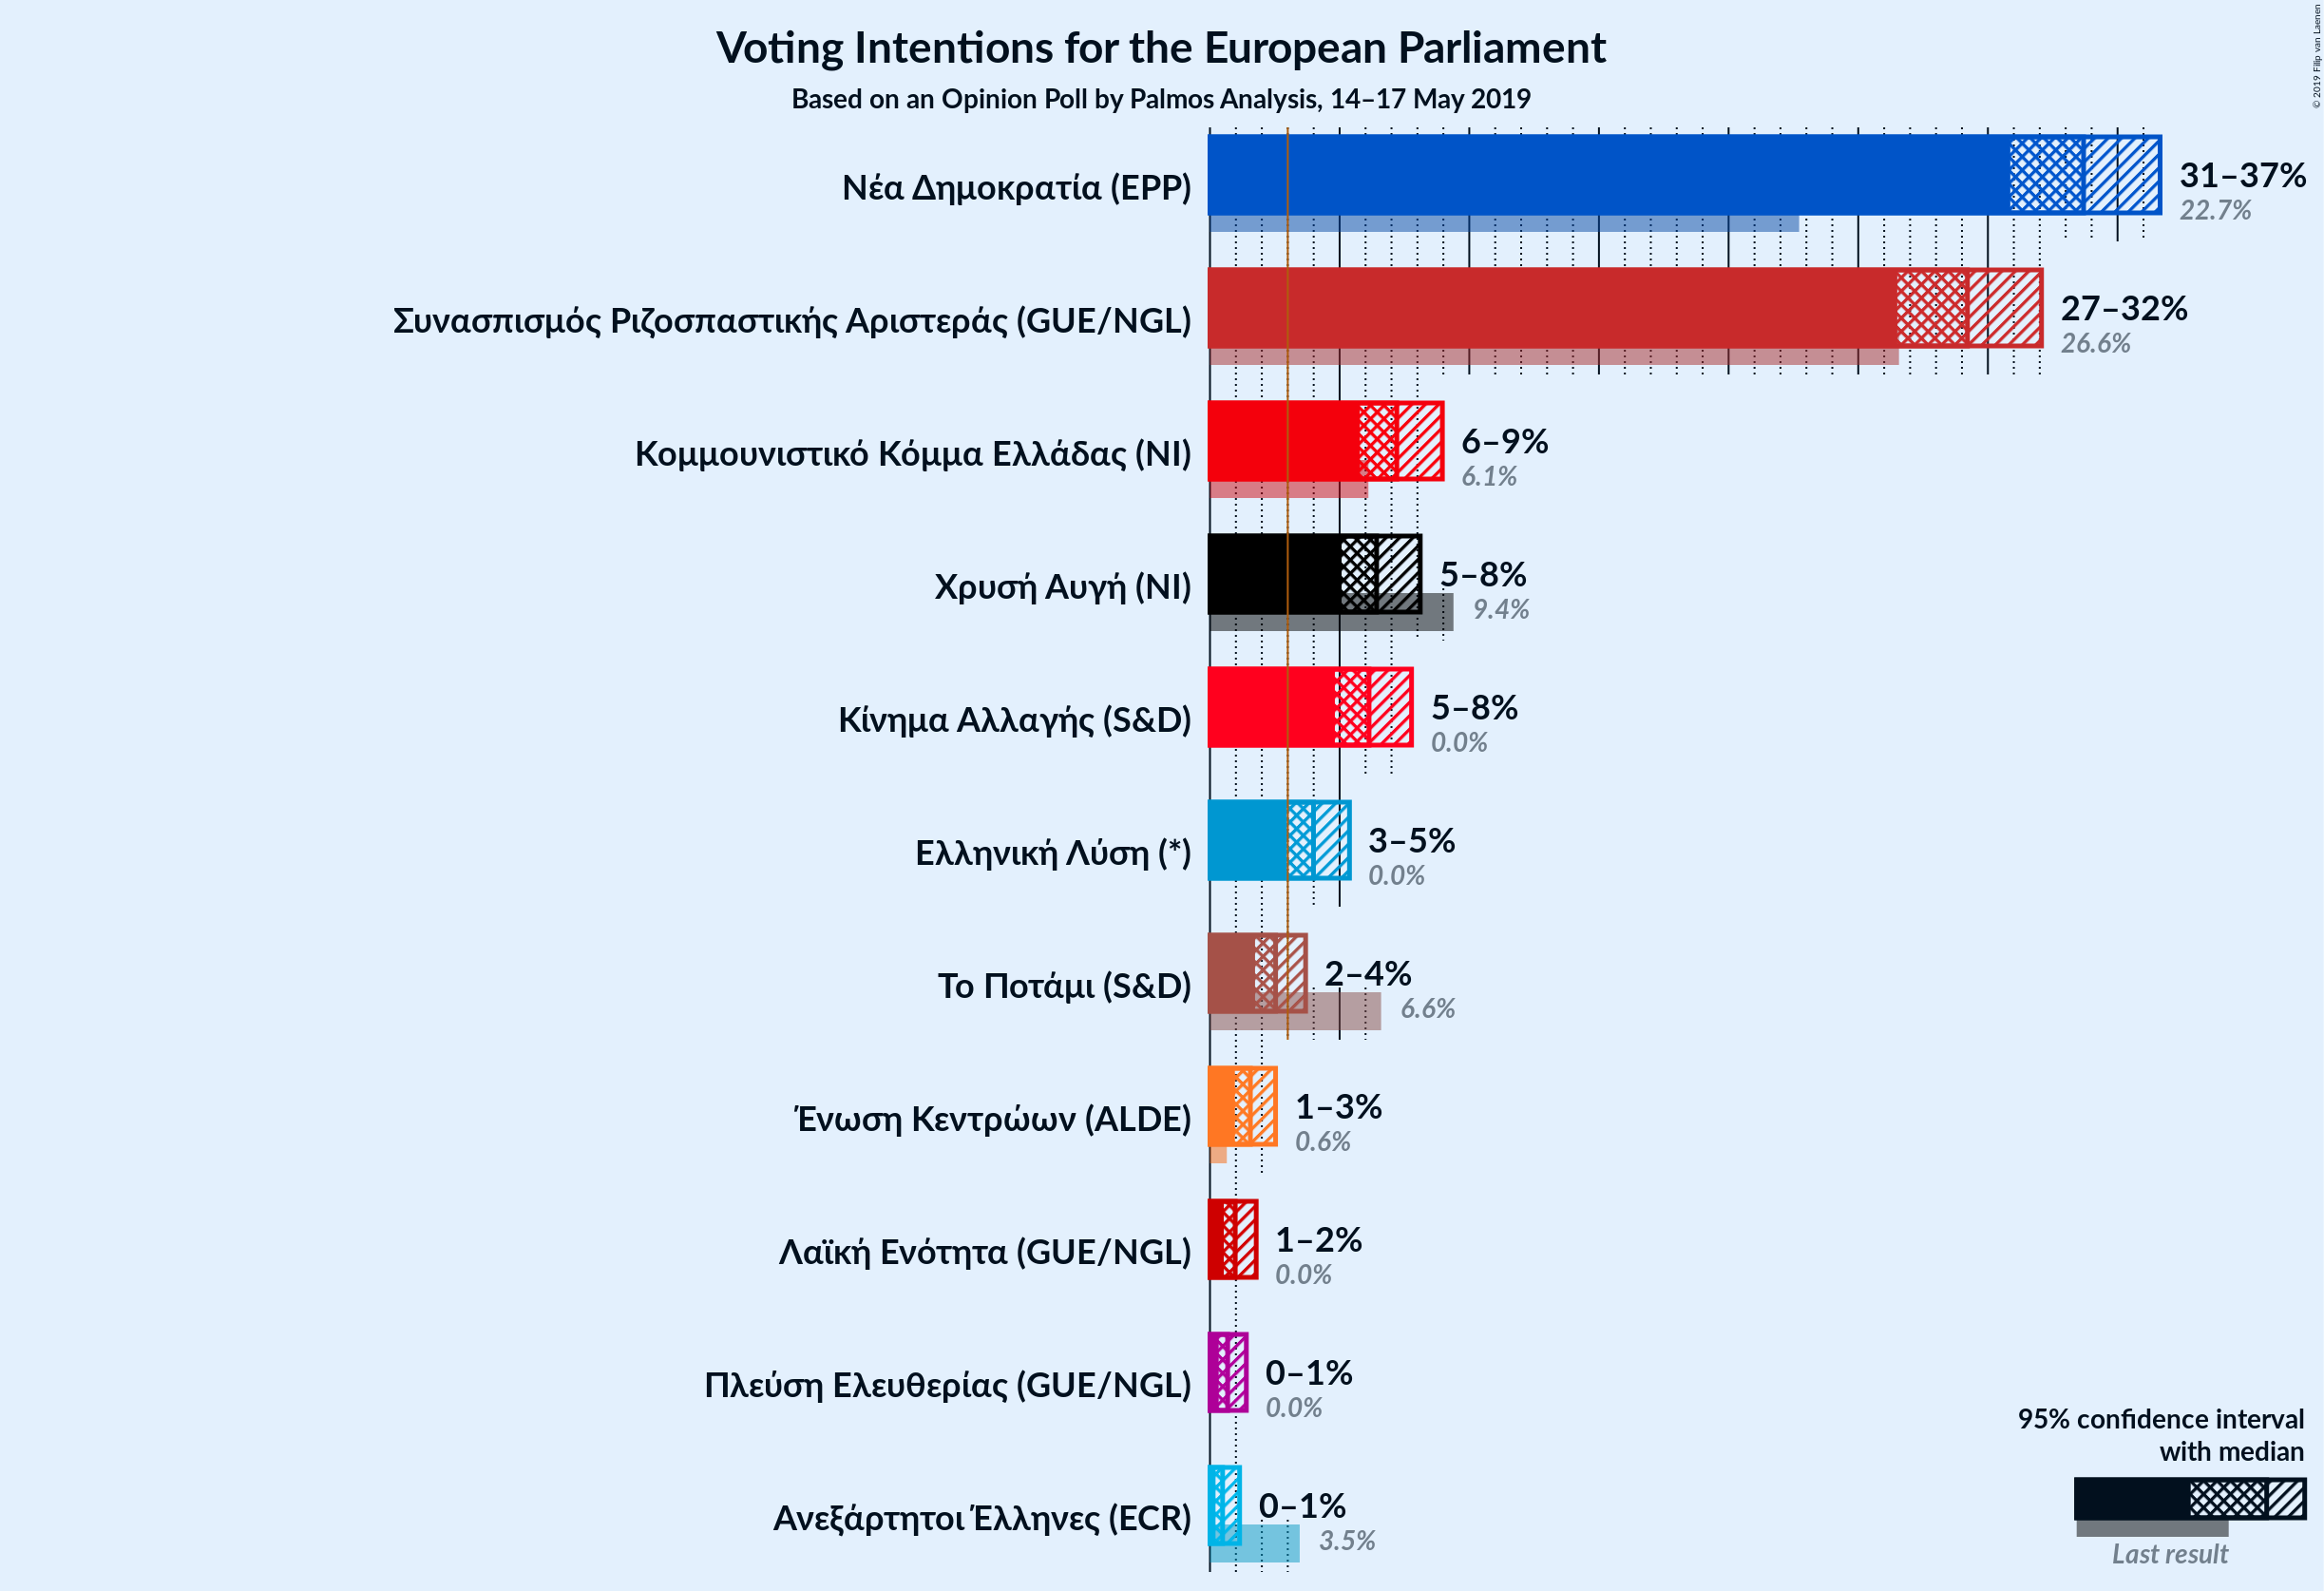 Voting Intentions for the European Parliament
Based on an Opinion Poll by Palmos Analysis, 14–17 May 2019
© 2019 Filip van Laenen
Νέα Δημοκρατία (EPP)
31–37%
22.7%
Συνασπισμός Ριζοσπαστικής Αριστεράς (GUE/NGL)
27–32%
26.6%
Κομμουνιστικό Κόμμα Ελλάδας (NI)
6–9%
6.1%
Χρυσή Αυγή (NI)
5–8%
9.4%
Κίνημα Αλλαγής (S&D)
5–8%
0.0%
Ελληνική Λύση (*)
3–5%
0.0%
Το Ποτάμι (S&D)
2–4%
6.6%
Ένωση Κεντρώων (ALDE)
1–3%
0.6%
Λαϊκή Ενότητα (GUE/NGL)
1–2%
0.0%
Πλεύση Ελευθερίας (GUE/NGL)
0–1%
0.0%
Ανεξάρτητοι Έλληνες (ECR)
0–1%
3.5%
95% confidence interval
with median
Last result